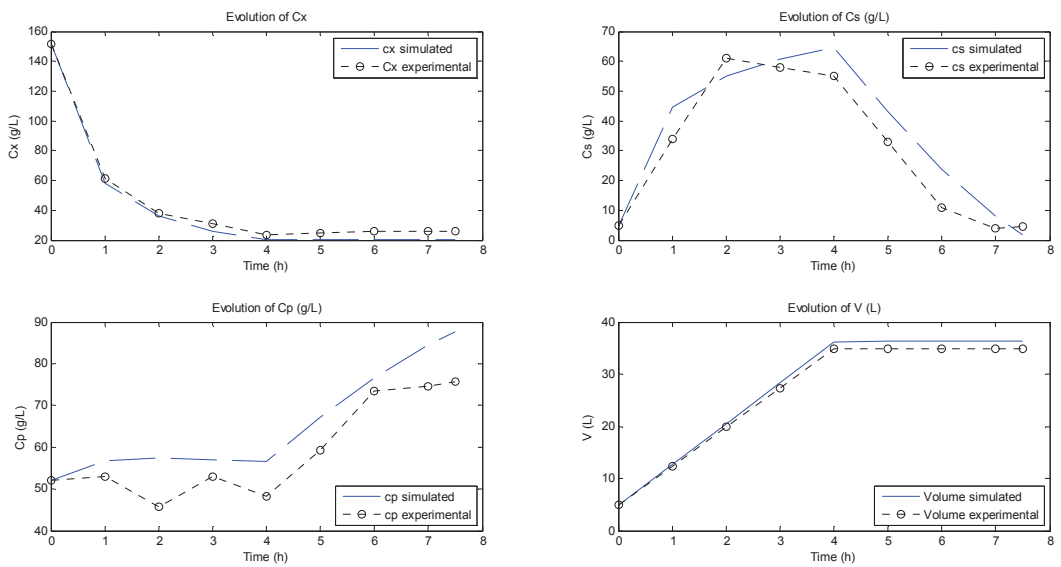 Evolution of Cx
160
140
120
100
80
60
40
20
Cx (g/L)
0 1 2 3 4 5 6 7 8
Time (h)
cx simulated
Cx experimental
Evolution of Cs (g/L)
70
60
50
40
30
20
10
0
Cs (g/L)
0 1 2 3 4 5 6 7 8
Time (h)
cs simulated
cs experimental
Evolution of Cp (g/L)
90
80
70
60
50
40
Cp (g/L)
0 1 2 3 4 5 6 7 8
Time (h)
cp simulated
cp experimental
Evolution of V (L)
40
30
20
10
0
V (L)
0 1 2 3 4 5 6 7 8
Time (h)
Volume simulated
Volume experimental